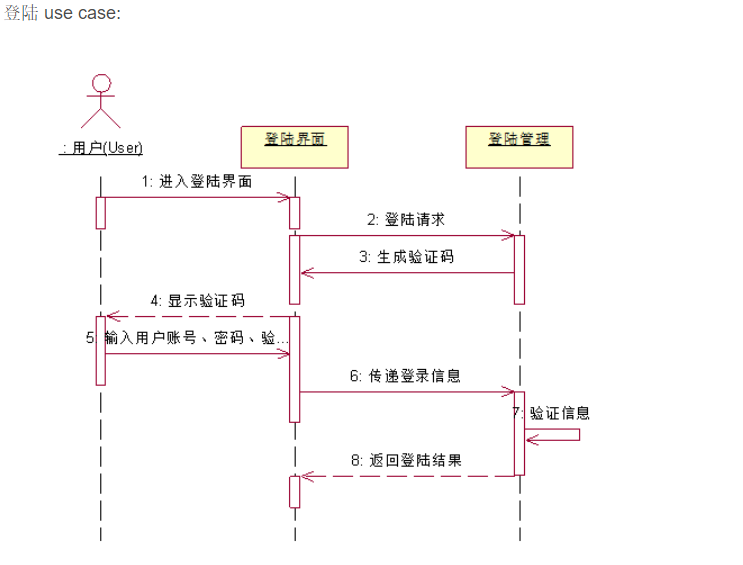 登陆 use case:
: 用户(User)
登陆界面
登陆管理
1: 进入登陆界面
2: 登陆请求
3: 生成验证码
4: 显示验证码
5: 输入用户账号、密码、验...
6: 传递登录信息
7: 验证信息
8: 返回登陆结果